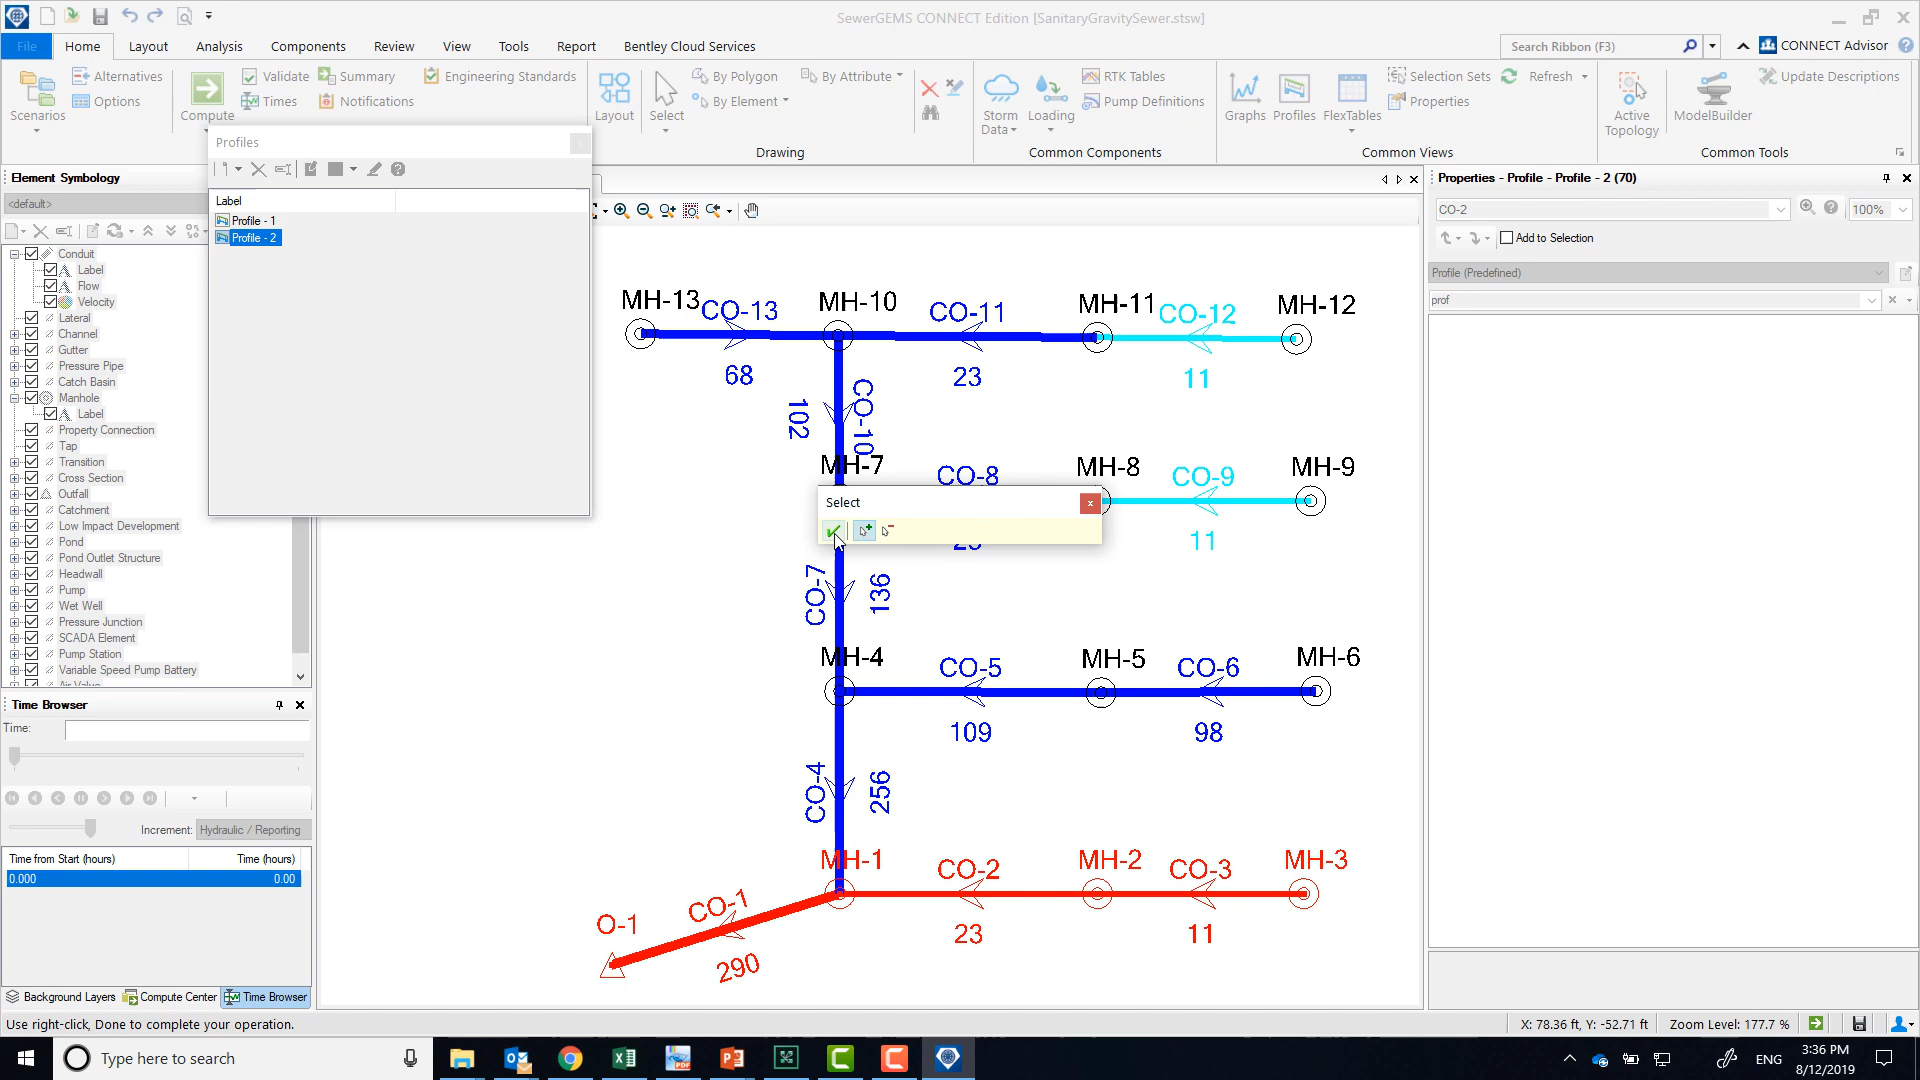 SewerGEMS CONNECT Edition [SanitaryGravitySewer.stsw]
File Home Layout Analysis Components Review View Tools Report Bentley Cloud Services
Search Ribbon (F3) CONNECT Advisor
Scenarios
Alternatives
Options
Compute
Validate Summary Engineering Standards
Times Notifications
Layout
Select
By Polygon By Attribute
By Element
Drawing
Storm Data
Loading
RTK Tables
Pump Definitions
Common Components
Graphs Profiles FlexTables
Selection Sets Refresh
Properties
Common Views
Active Topology
ModelBuilder
Update Descriptions
Common Tools
Element Symbology
<default>
Conduit
Label
Flow
Velocity
Lateral
Channel
Gutter
Pressure Pipe
Catch Basin
Manhole
Label
Property Connection
Tap
Transition
Cross Section
Outfall
Catchment
Low Impact Development
Pond
Pond Outlet Structure
Headwall
Pump
Wet Well
Pressure Junction
SCADA Element
Pump Station
Variable Speed Pump Battery
Air Valve
Profiles
Label
Profile - 1
Profile - 2
Time Browser
Time:
Increment: Hydraulic / Reporting
Time from Start (hours) Time (hours)
0.000 0.00
Background Layers Compute Center Time Browser
MH-13 CO-13 MH-10 CO-11 MH-11 CO-12 MH-12
68 23 11
102 CO-10
MH-7 CO-8 MH-8 CO-9 MH-9
Select
23 11
CO-7 136
MH-4 CO-5 MH-5 CO-6 MH-6
109 98
CO-4 256
MH-1 CO-2 MH-2 CO-3 MH-3
O-1 CO-1
290 23 11
Properties - Profile - Profile - 2 (70)
CO-2 100%
Add to Selection
Profile (Predefined)
prof
Use right-click, Done to complete your operation.
X: 78.36 ft, Y: -52.71 ft Zoom Level: 177.7 %
Type here to search
ENG
3:36 PM
8/12/2019